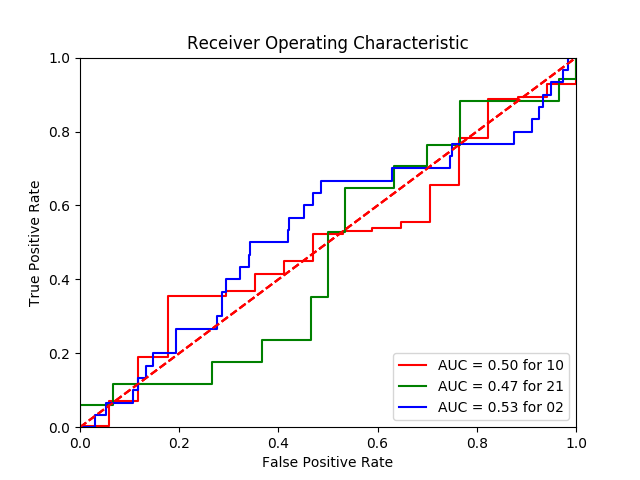 Receiver Operating Characteristic
True Positive Rate
1.0
0.8
0.6
0.4
0.2
0.0
AUC = 0.50 for 10
AUC = 0.47 for 21
AUC = 0.53 for 02
0.0 0.2 0.4 0.6 0.8 1.0
False Positive Rate